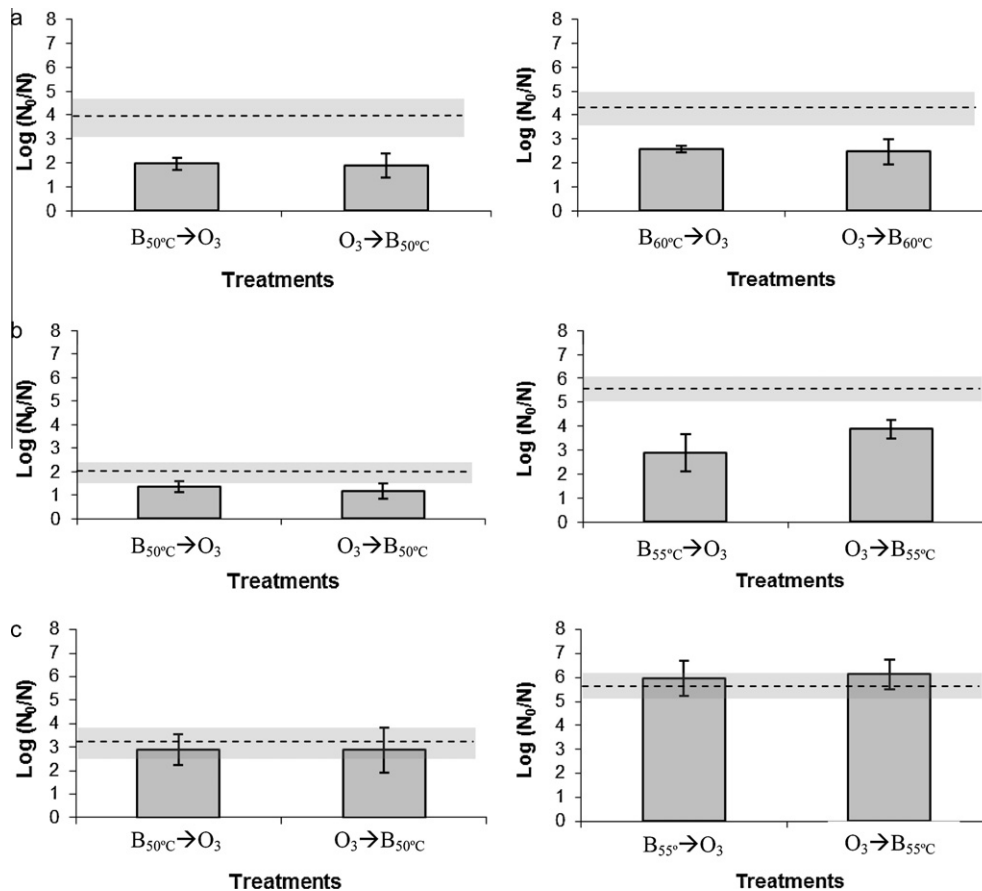 a
Log (N₀/N)
8
7
6
5
4
3
2
1
0
B₅₀ºC→O₃ O₃→B₅₀ºC
Treatments
Log (N₀/N)
8
7
6
5
4
3
2
1
0
B₆₀ºC→O₃ O₃→B₆₀ºC
Treatments
b
Log (N₀/N)
8
7
6
5
4
3
2
1
0
B₅₀ºC→O₃ O₃→B₅₀ºC
Treatments
Log (N₀/N)
8
7
6
5
4
3
2
1
0
B₅₅ºC→O₃ O₃→B₅₅ºC
Treatments
c
Log (N₀/N)
8
7
6
5
4
3
2
1
0
B₅₀ºC→O₃ O₃→B₅₀ºC
Treatments
Log (N₀/N)
8
7
6
5
4
3
2
1
0
B₅₅º→O₃ O₃→B₅₅ºC
Treatments